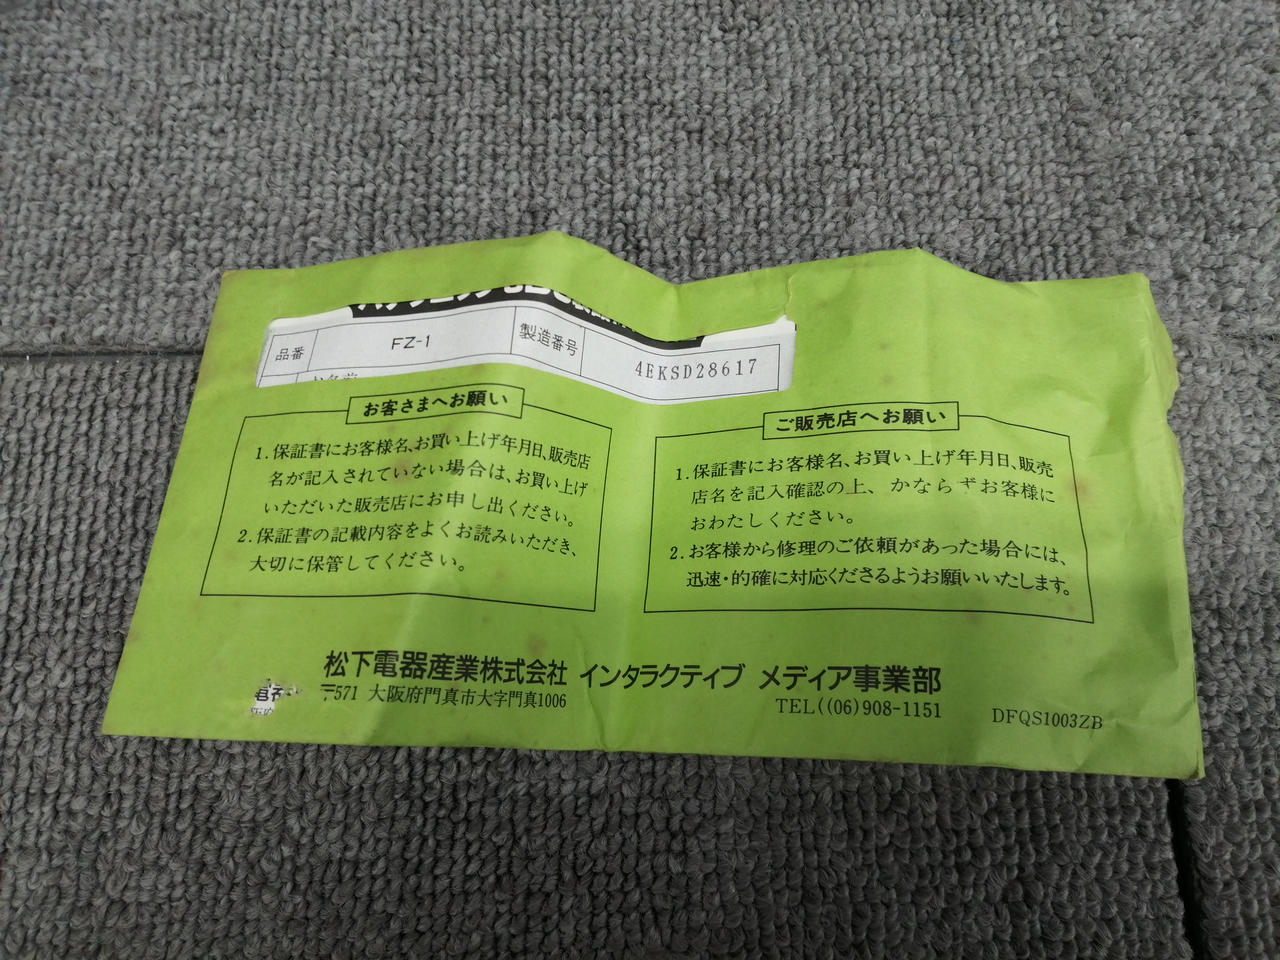 品番 FZ-1 製造番号 4EKSD28617
お客さまへお願い
1. 保証書にお客様名、お買い上げ年月日、販売店
名が記入されていない場合は、お買い上げ
いただいた販売店にお申し出ください。
2. 保証書の記載内容をよくお読みいただき、
大切に保管してください。
ご販売店へお願い
1. 保証書にお客様名、お買い上げ年月日、販売
店名を記入確認の上、かならずお客様に
おわたしください。
2. お客様から修理のご依頼があった場合には、
迅速・的確に対応くださるようお願いいたします。
松下電器産業株式会社 インタラクティブ メディア事業部
〒571 大阪府門真市大字門真1006
TEL((06)908-1151
DFQS1003ZB